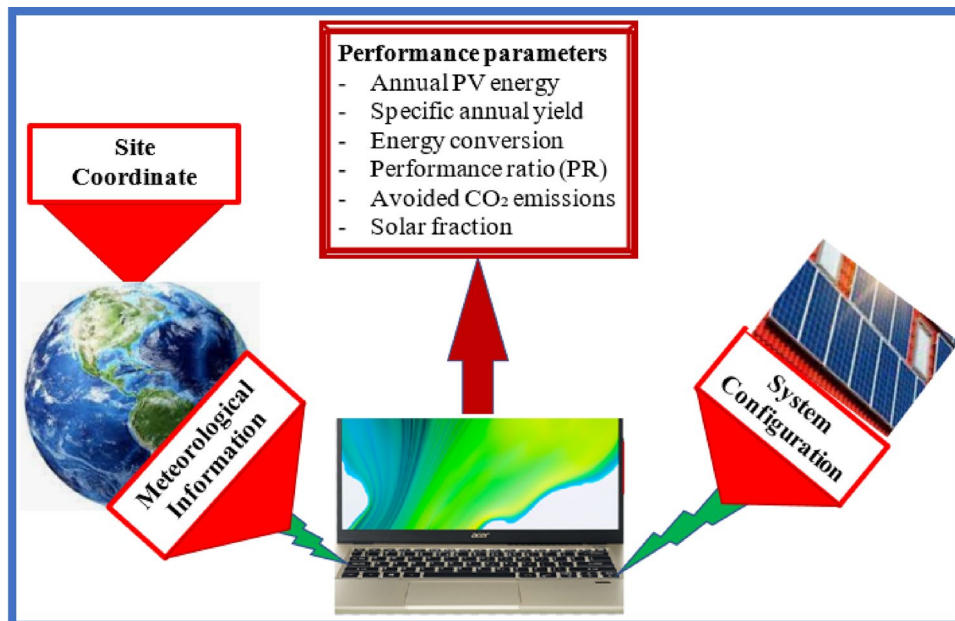 Performance parameters
- Annual PV energy
- Specific annual yield
- Energy conversion
- Performance ratio (PR)
- Avoided CO₂ emissions
- Solar fraction
Site
Coordinate
Meteorological
Information
System
Configuration
acer